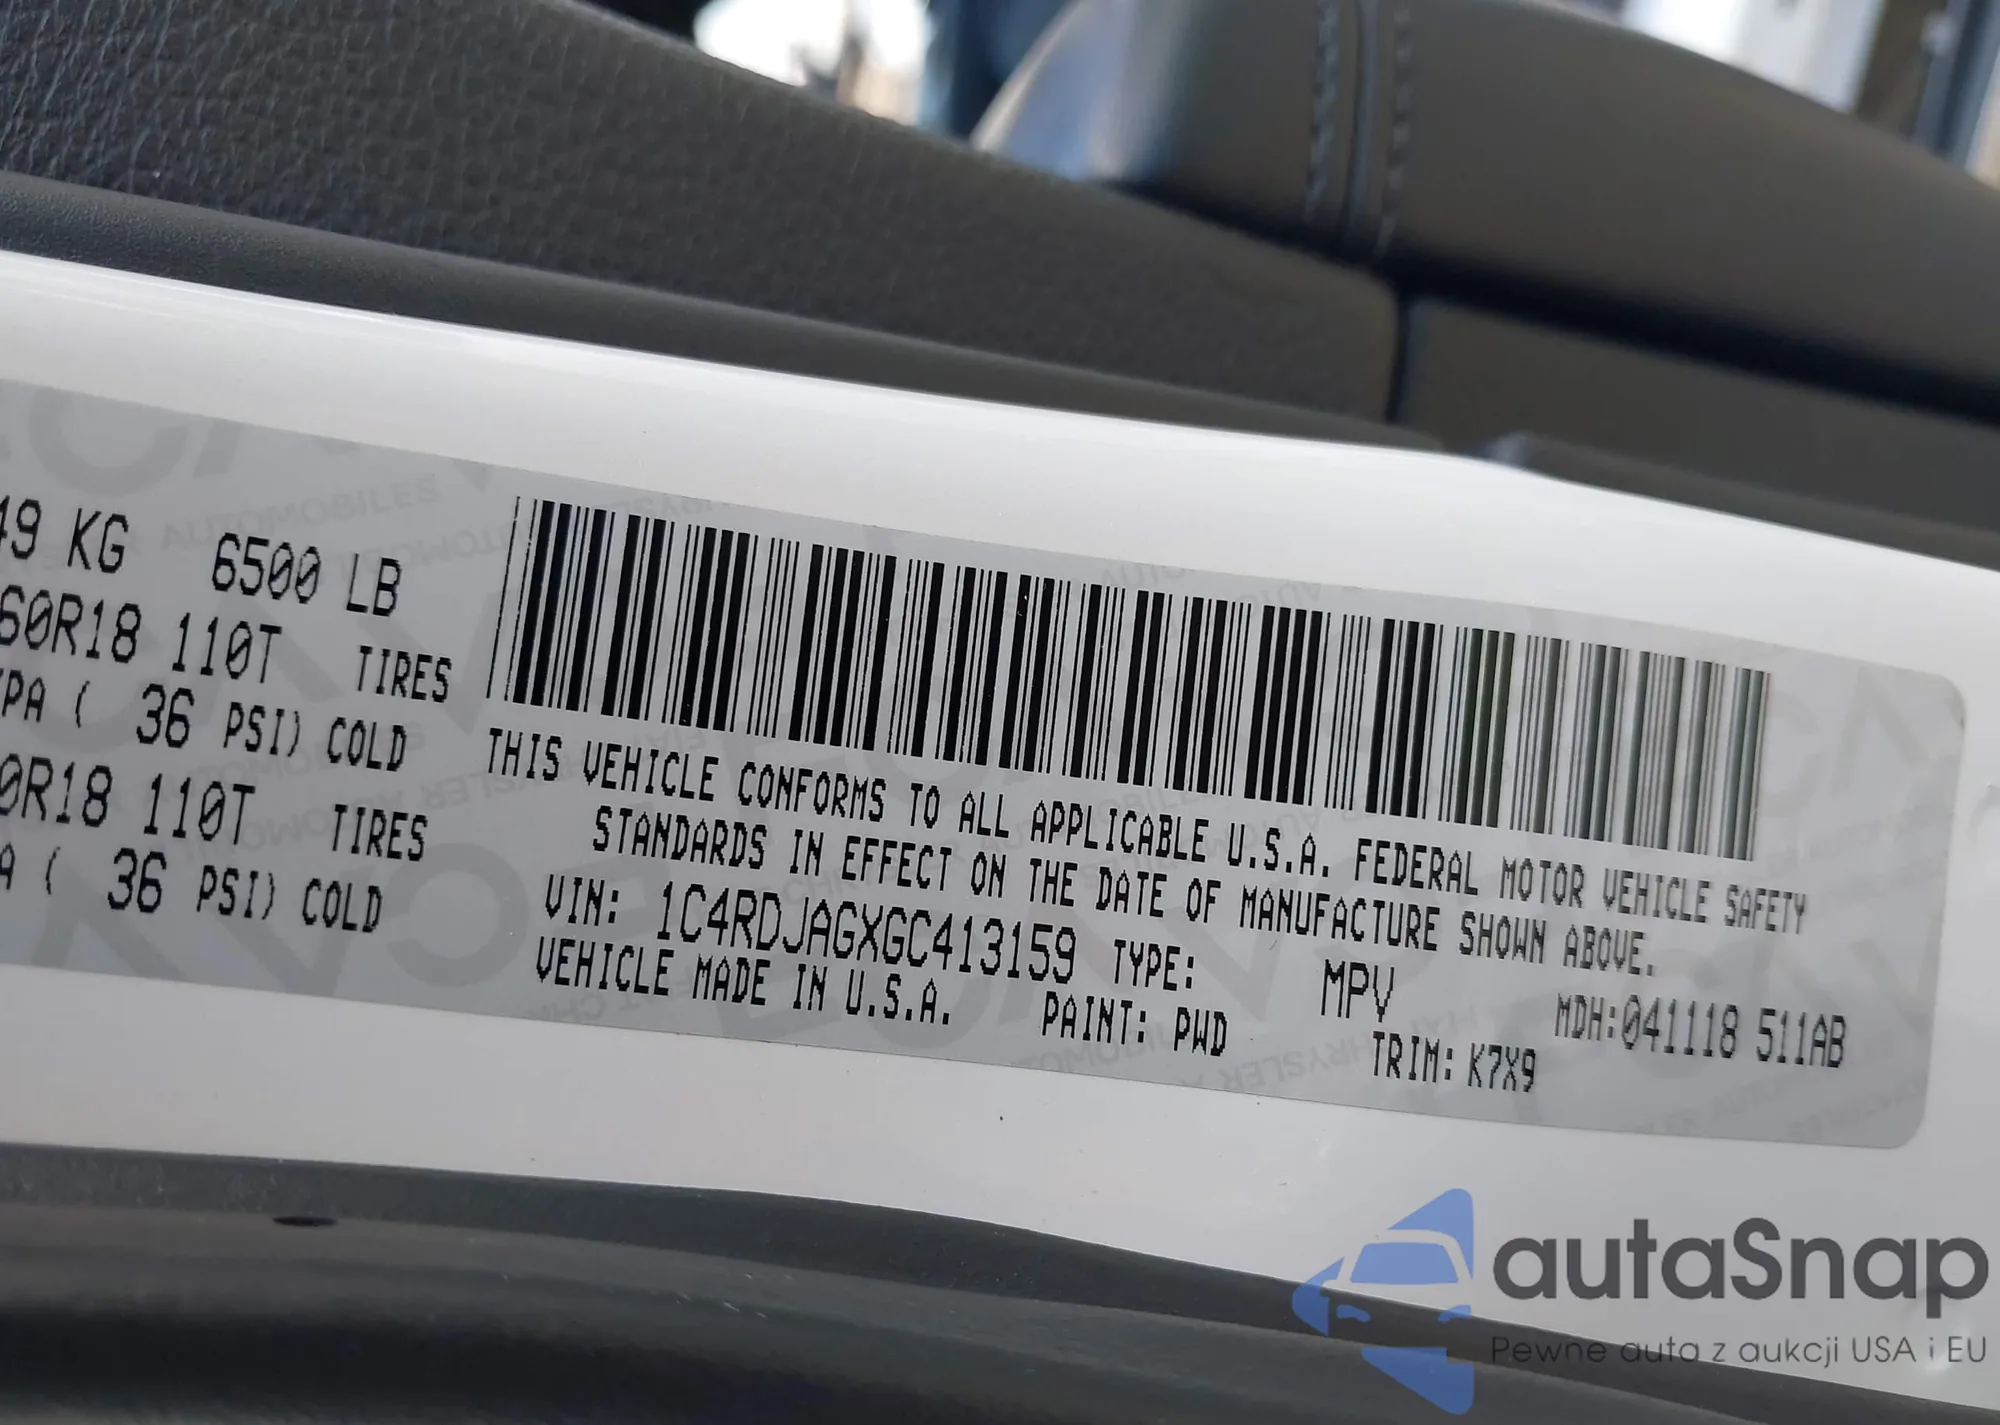 49 KG 6500 LB
60R18 110T TIRES
KPA ( 36 PSI) COLD
0R18 110T TIRES
A ( 36 PSI) COLD
THIS VEHICLE CONFORMS TO ALL APPLICABLE U.S.A. FEDERAL MOTOR VEHICLE SAFETY
STANDARDS IN EFFECT ON THE DATE OF MANUFACTURE SHOWN ABOVE.
VIN: 1C4RDJAGXGC413159 TYPE: MPV MDH:041118 511AB
VEHICLE MADE IN U.S.A. PAINT: PWD TRIM: K7X9
autaSnap
Pewne auta z aukcji USA i EU